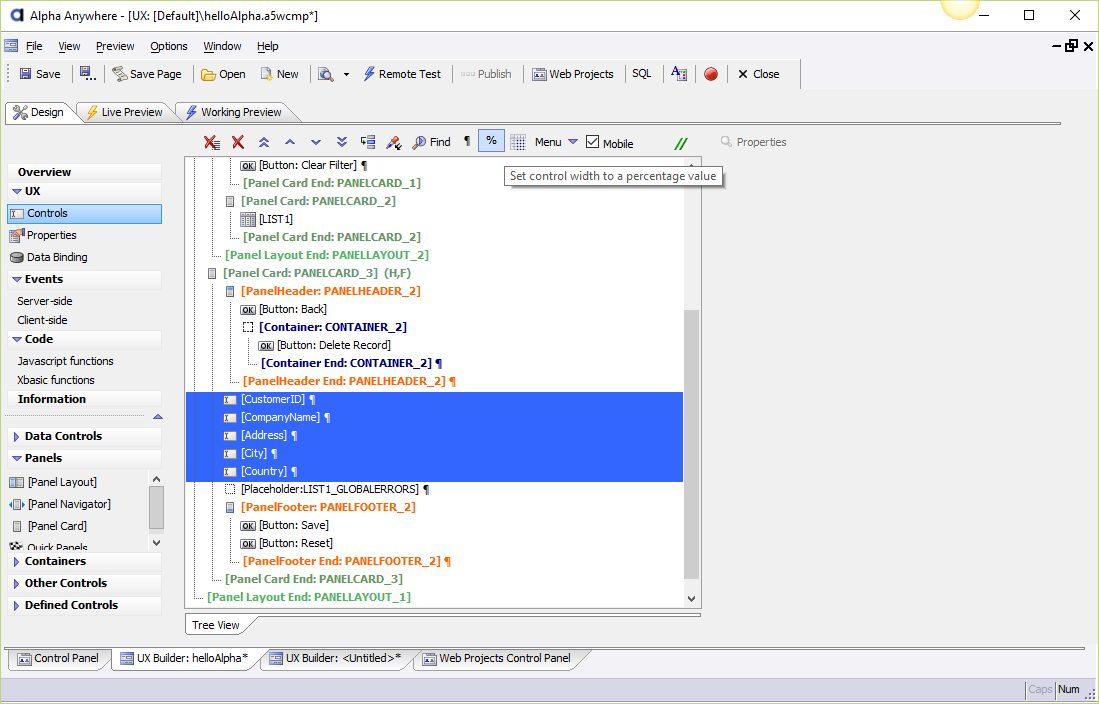 Alpha Anywhere - [UX: [Default]\helloAlpha.a5wcmp*]
File View Preview Options Window Help
Save Save Page Open New Remote Test Publish Web Projects SQL Close
Design Live Preview Working Preview
Find ¶ % Menu Mobile // Properties
Set control width to a percentage value
Overview
UX
Controls
Properties
Data Binding
Events
Server-side
Client-side
Code
Javascript functions
Xbasic functions
Information
Data Controls
Panels
[Panel Layout]
[Panel Navigator]
[Panel Card]
Quick Panels
Containers
Other Controls
Defined Controls
OK [Button: Clear Filter] ¶
[Panel Card End: PANELCARD_1]
[Panel Card: PANELCARD_2]
[LIST1]
[Panel Card End: PANELCARD_2]
[Panel Layout End: PANELLAYOUT_2]
[Panel Card: PANELCARD_3] (H,F)
[PanelHeader: PANELHEADER_2]
OK [Button: Back]
[Container: CONTAINER_2]
OK [Button: Delete Record]
[Container End: CONTAINER_2] ¶
[PanelHeader End: PANELHEADER_2] ¶
[CustomerID] ¶
[CompanyName] ¶
[Address] ¶
[City] ¶
[Country] ¶
[Placeholder:LIST1_GLOBALERRORS] ¶
[PanelFooter: PANELFOOTER_2]
OK [Button: Save]
OK [Button: Reset]
[PanelFooter End: PANELFOOTER_2] ¶
[Panel Card End: PANELCARD_3]
[Panel Layout End: PANELLAYOUT_1]
Tree View
Control Panel UX Builder: helloAlpha* UX Builder: <Untitled>* Web Projects Control Panel
Caps Num